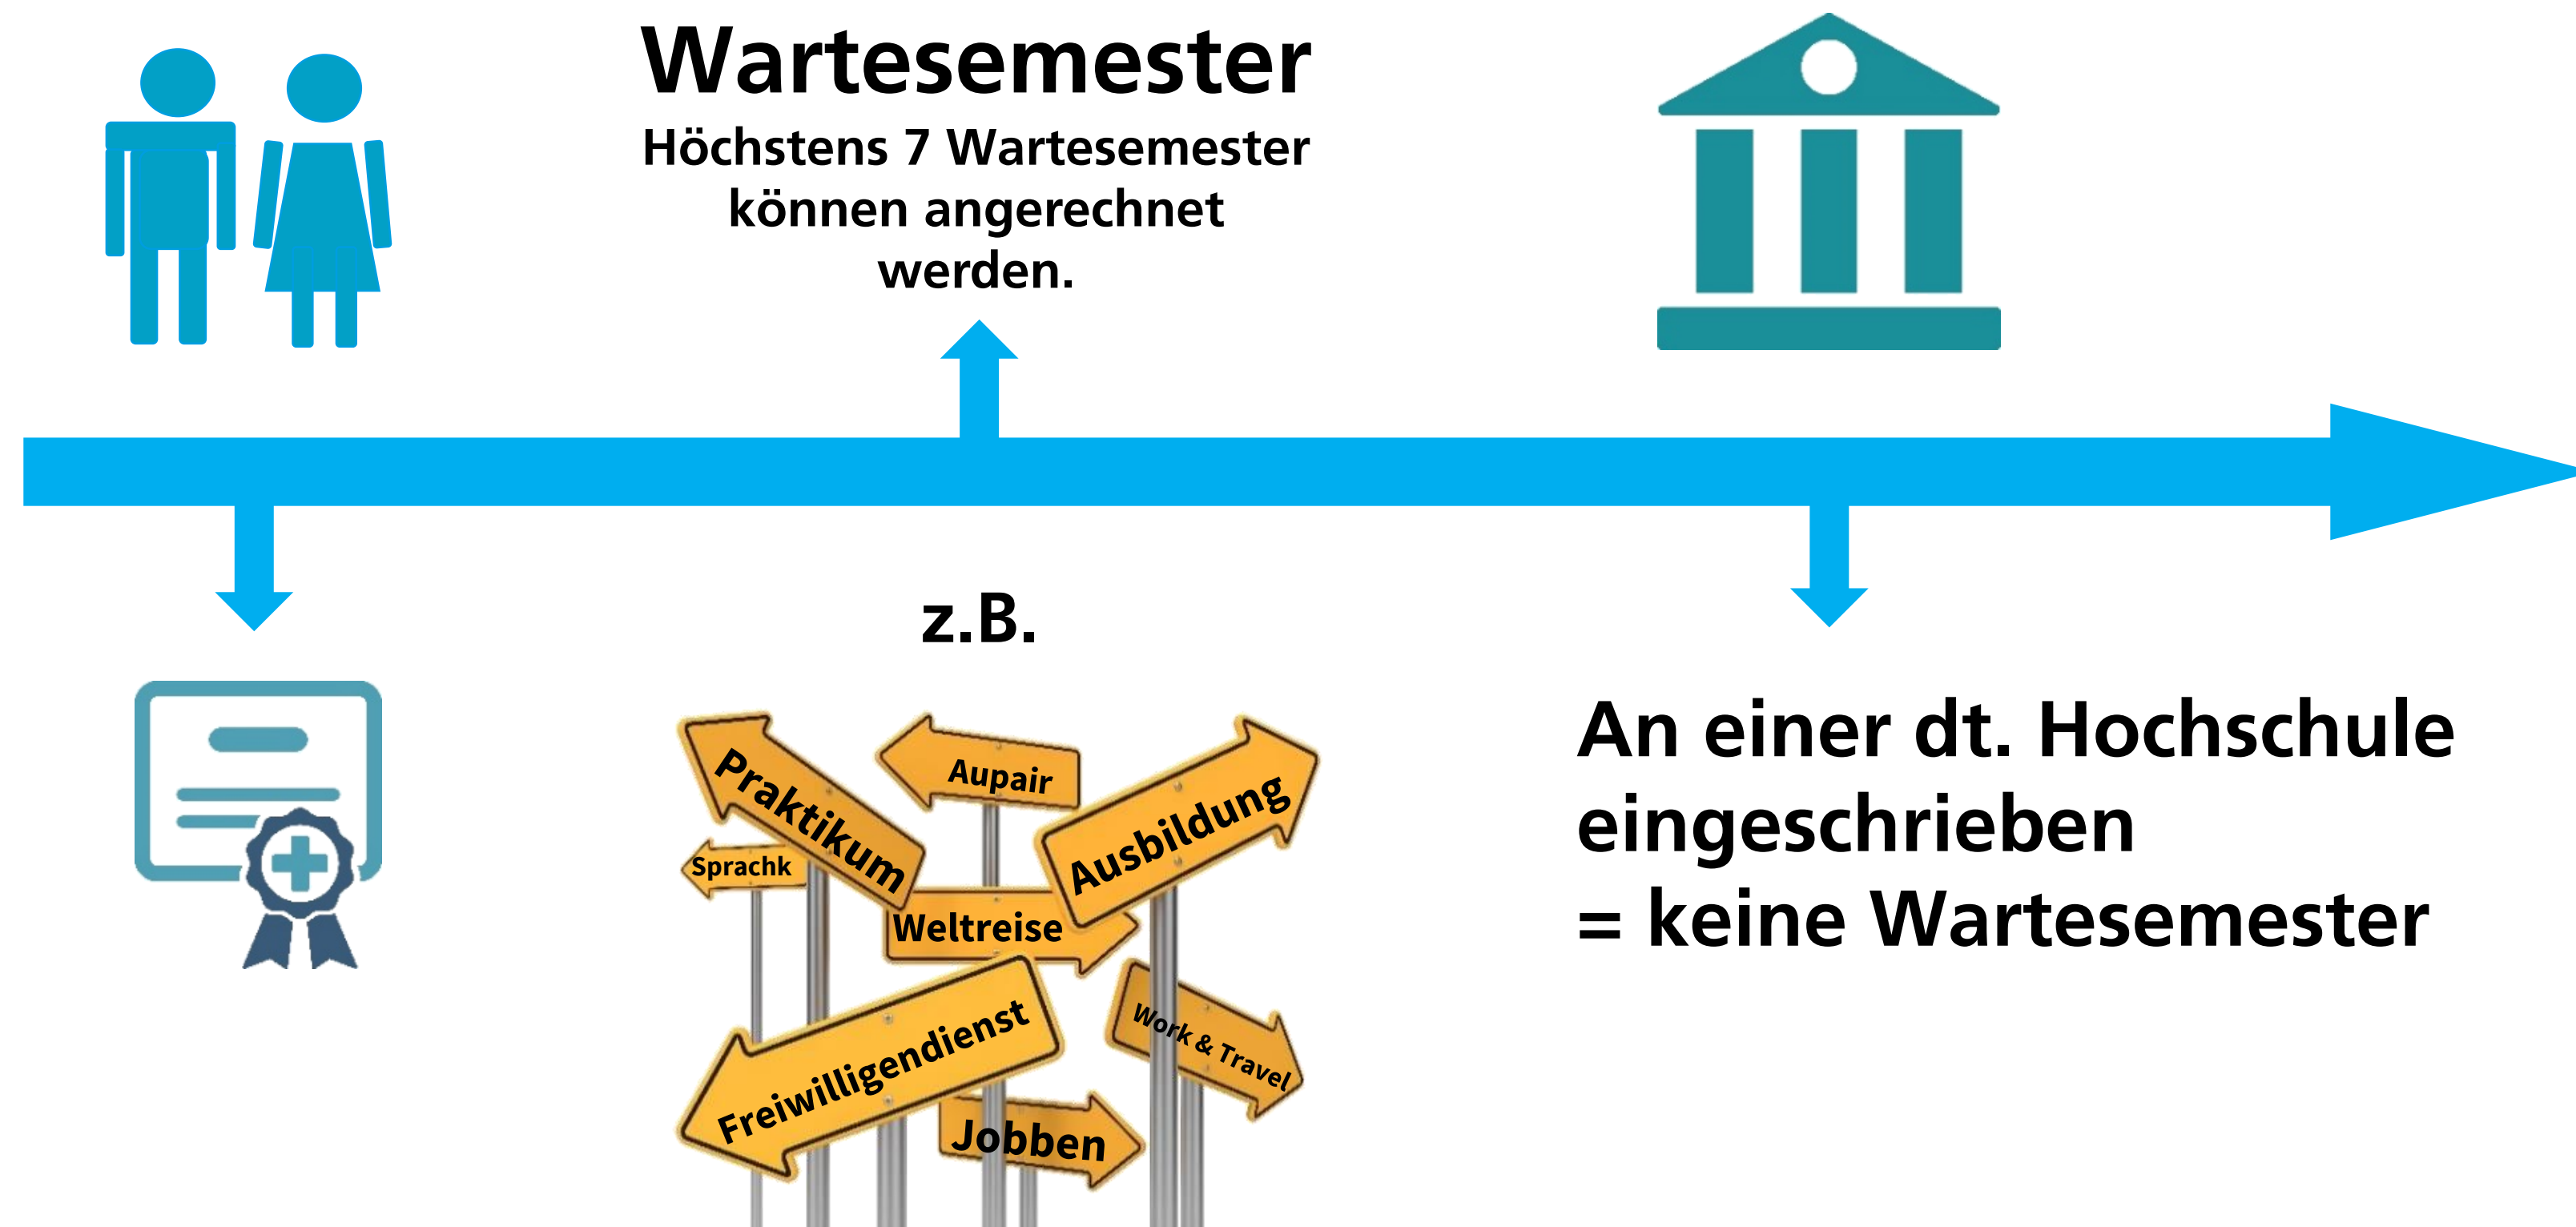 Wartesemester
Höchstens 7 Wartesemester
können angerechnet
werden.
z.B.
Praktikum
Aupair
Ausbildung
Sprachk
Weltreise
Freiwilligendienst
Work & Travel
Jobben
An einer dt. Hochschule
eingeschrieben
= keine Wartesemester